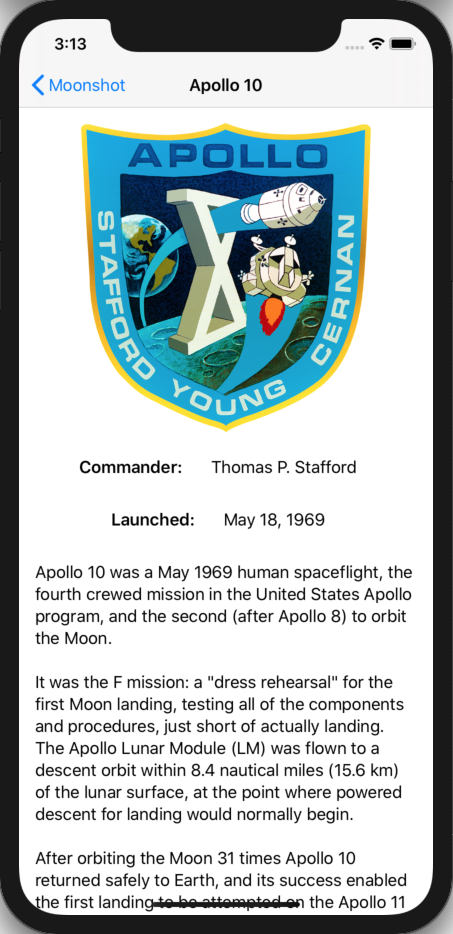 3:13
Moonshot
Apollo 10
APOLLO
STAFFORD
YOUNG
CERNAN
Commander: Thomas P. Stafford
Launched: May 18, 1969
Apollo 10 was a May 1969 human spaceflight, the
fourth crewed mission in the United States Apollo
program, and the second (after Apollo 8) to orbit
the Moon.
It was the F mission: a "dress rehearsal" for the
first Moon landing, testing all of the components
and procedures, just short of actually landing.
The Apollo Lunar Module (LM) was flown to a
descent orbit within 8.4 nautical miles (15.6 km)
of the lunar surface, at the point where powered
descent for landing would normally begin.
After orbiting the Moon 31 times Apollo 10
returned safely to Earth, and its success enabled
the first landing to be attempted on the Apollo 11